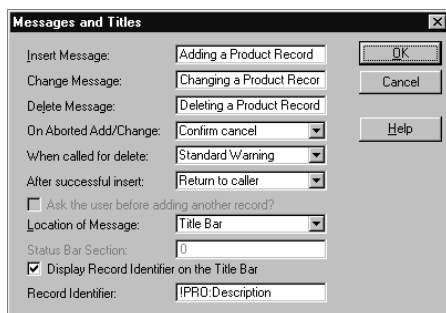 Messages and Titles
Insert Message: Adding a Product Record OK
Change Message: Changing a Product Recor Cancel
Delete Message: Deleting a Product Record
On Aborted Add/Change: Confirm cancel Help
When called for delete: Standard Warning
After successful insert: Return to caller
Ask the user before adding another record?
Location of Message: Title Bar
Status Bar Section: 0
Display Record Identifier on the Title Bar
Record Identifier: !PRO:Description